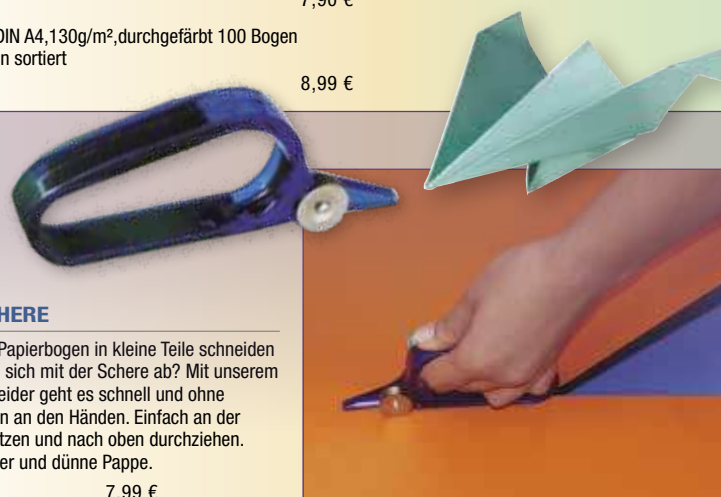 7,90 €
DIN A4,130g/m²,durchgefärbt 100 Bogen
n sortiert
8,99 €
HERE
Papierbogen in kleine Teile schneiden
sich mit der Schere ab? Mit unserem
eider geht es schnell und ohne
n an den Händen. Einfach an der
tzen und nach oben durchziehen.
er und dünne Pappe.
7,99 €